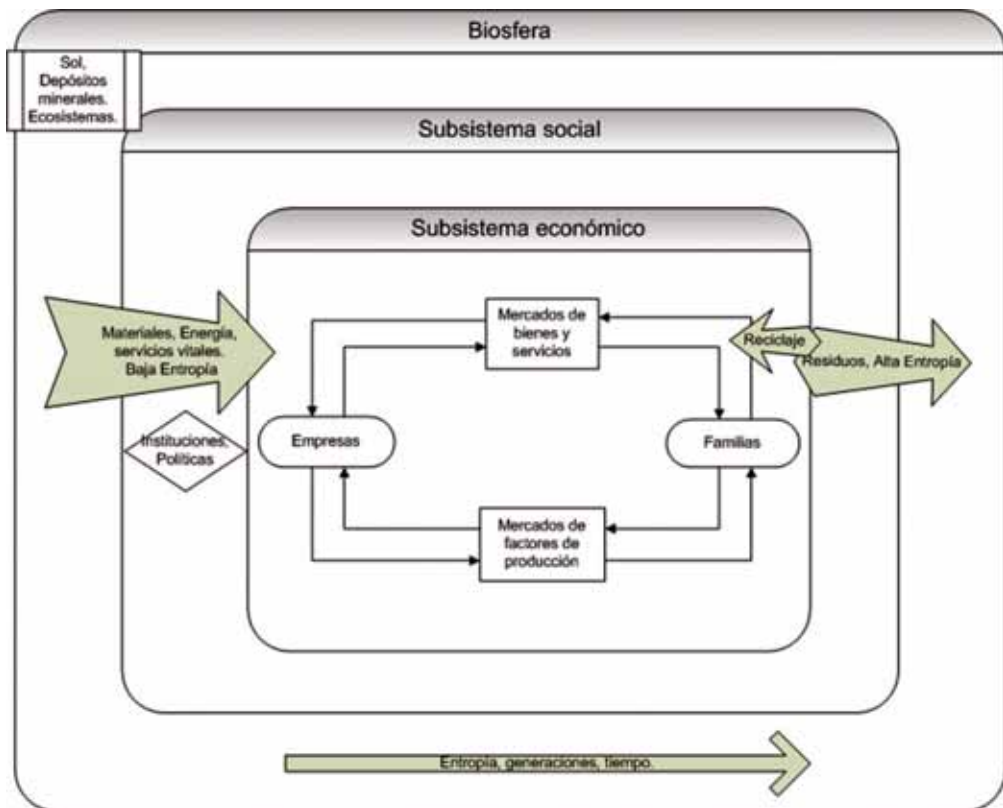 Biosfera
Sol,
Depósitos
minerales.
Ecosistemas.
Subsistema social
Subsistema económico
Materiales, Energía,
servicios vitales.
Baja Entropía
Mercados de
bienes y
servicios
Reciclaje
Residuos, Alta Entropía
Instituciones,
Políticas
Empresas
Familias
Mercados de
factores de
producción
Entropía, generaciones, tiempo.